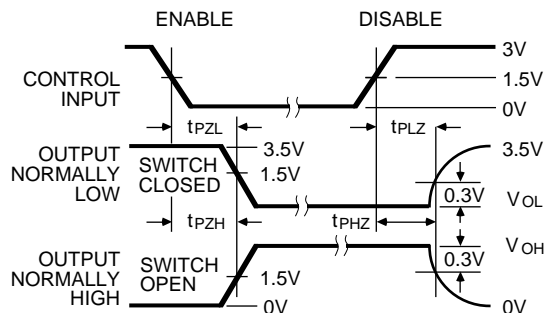 ENABLE DISABLE
3V
CONTROL INPUT 1.5V
0V
tPZL tPLZ
OUTPUT NORMALLY LOW
SWITCH CLOSED
3.5V 3.5V
1.5V
0.3V VOL
tPZH tPHZ
VOH
0.3V
OUTPUT NORMALLY HIGH
SWITCH OPEN
1.5V
0V 0V